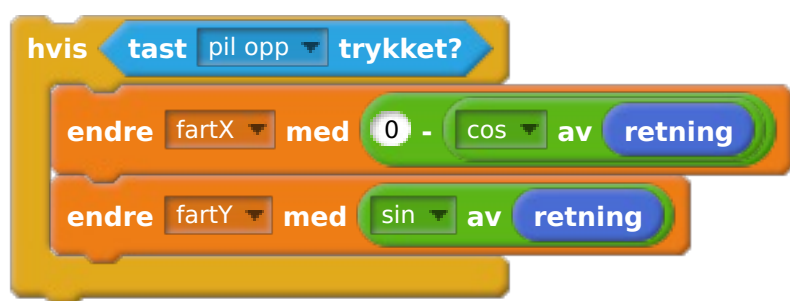 hvis tast pil opp trykket?
endre fartX med 0 - cos av retning
endre fartY med sin av retning